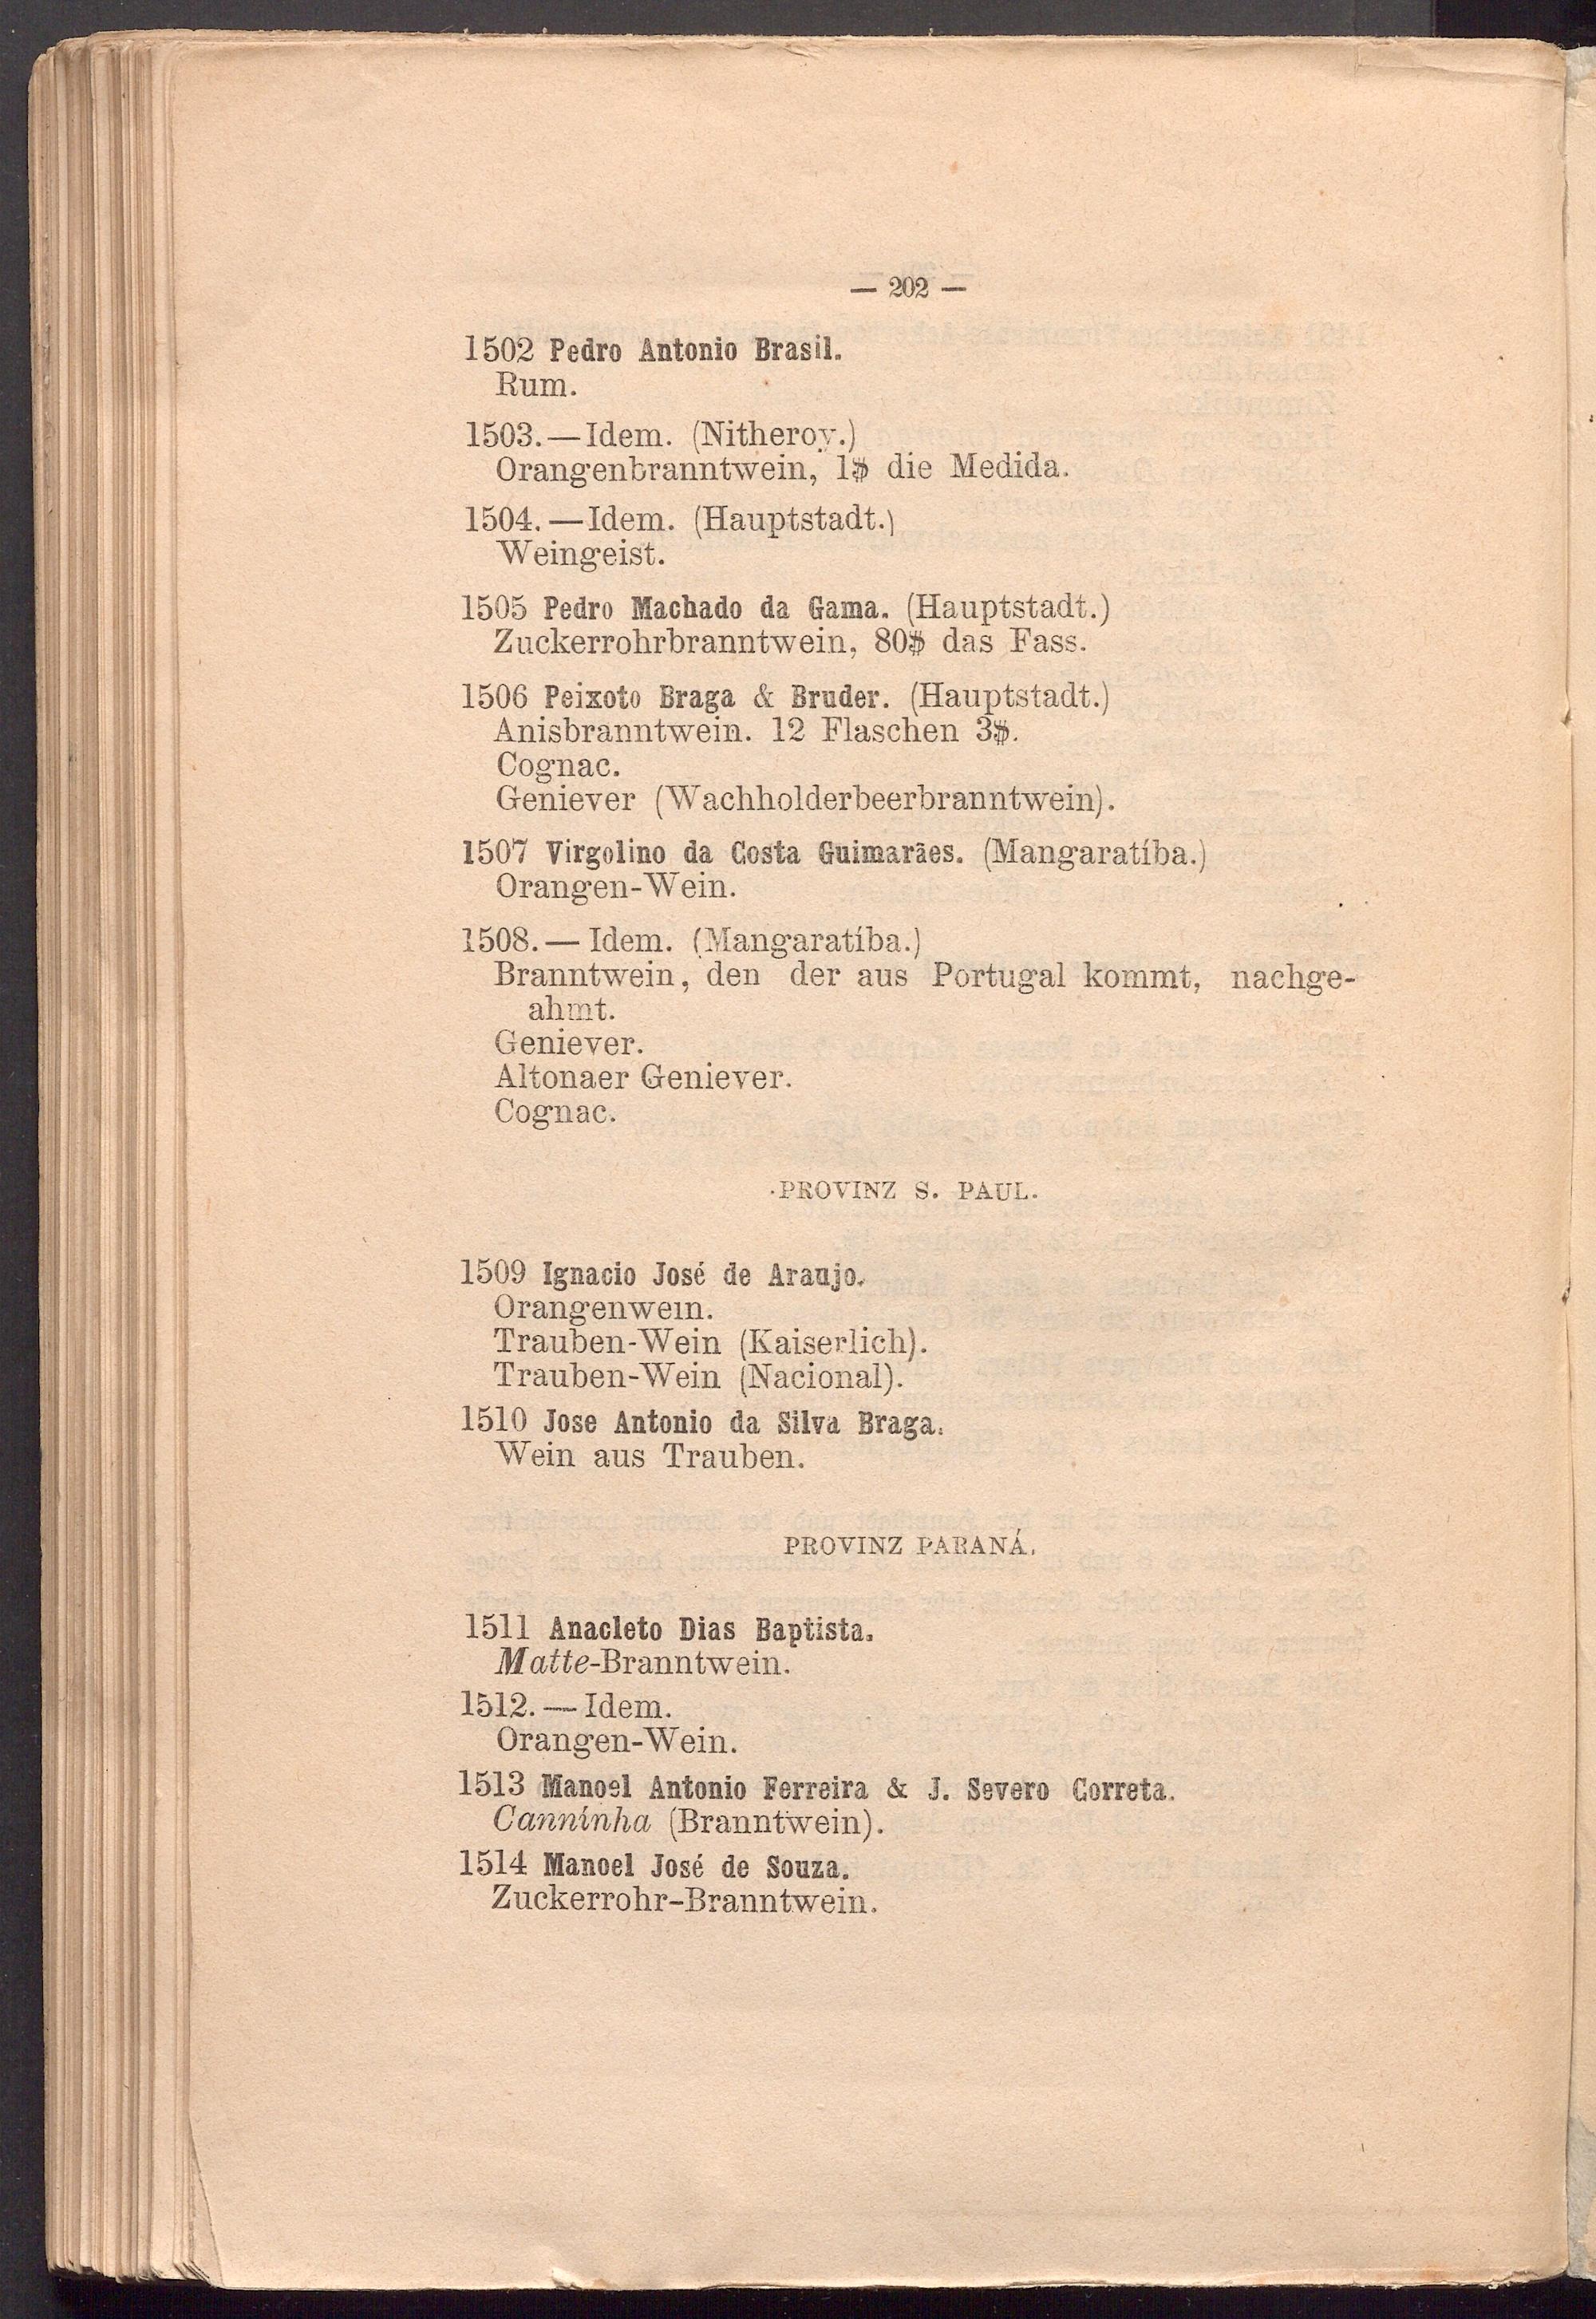 — 202 —
1502 Pedro Antonio Brasil.
Rum.
1503.—Idem. (Nitheroy.)
Orangenbranntwein, 1$ die Medida.
1504.—Idem. (Hauptstadt.)
Weingeist.
1505 Pedro Machado da Gama. (Hauptstadt.)
Zuckerrohrbranntwein, 80$ das Fass.
1506 Peixoto Braga & Bruder. (Hauptstadt.)
Anisbranntwein. 12 Flaschen 3$.
Cognac.
Geniever (Wachholderbeerbranntwein).
1507 Virgolino da Costa Guimarães. (Mangaratíba.)
Orangen-Wein.
1508.— Idem. (Mangaratíba.)
Branntwein, den der aus Portugal kommt, nachge-
ahmt.
Geniever.
Altonaer Geniever.
Cognac.
PROVINZ S. PAUL.
1509 Ignacio José de Araujo.
Orangenwein.
Trauben-Wein (Kaiserlich).
Trauben-Wein (Nacional).
1510 Jose Antonio da Silva Braga.
Wein aus Trauben.
PROVINZ PARANÁ.
1511 Anacleto Dias Baptista.
Matte-Branntwein.
1512.— Idem.
Orangen-Wein.
1513 Manoel Antonio Ferreira & J. Severo Correta.
Canninha (Branntwein).
1514 Manoel José de Souza.
Zuckerrohr-Branntwein.